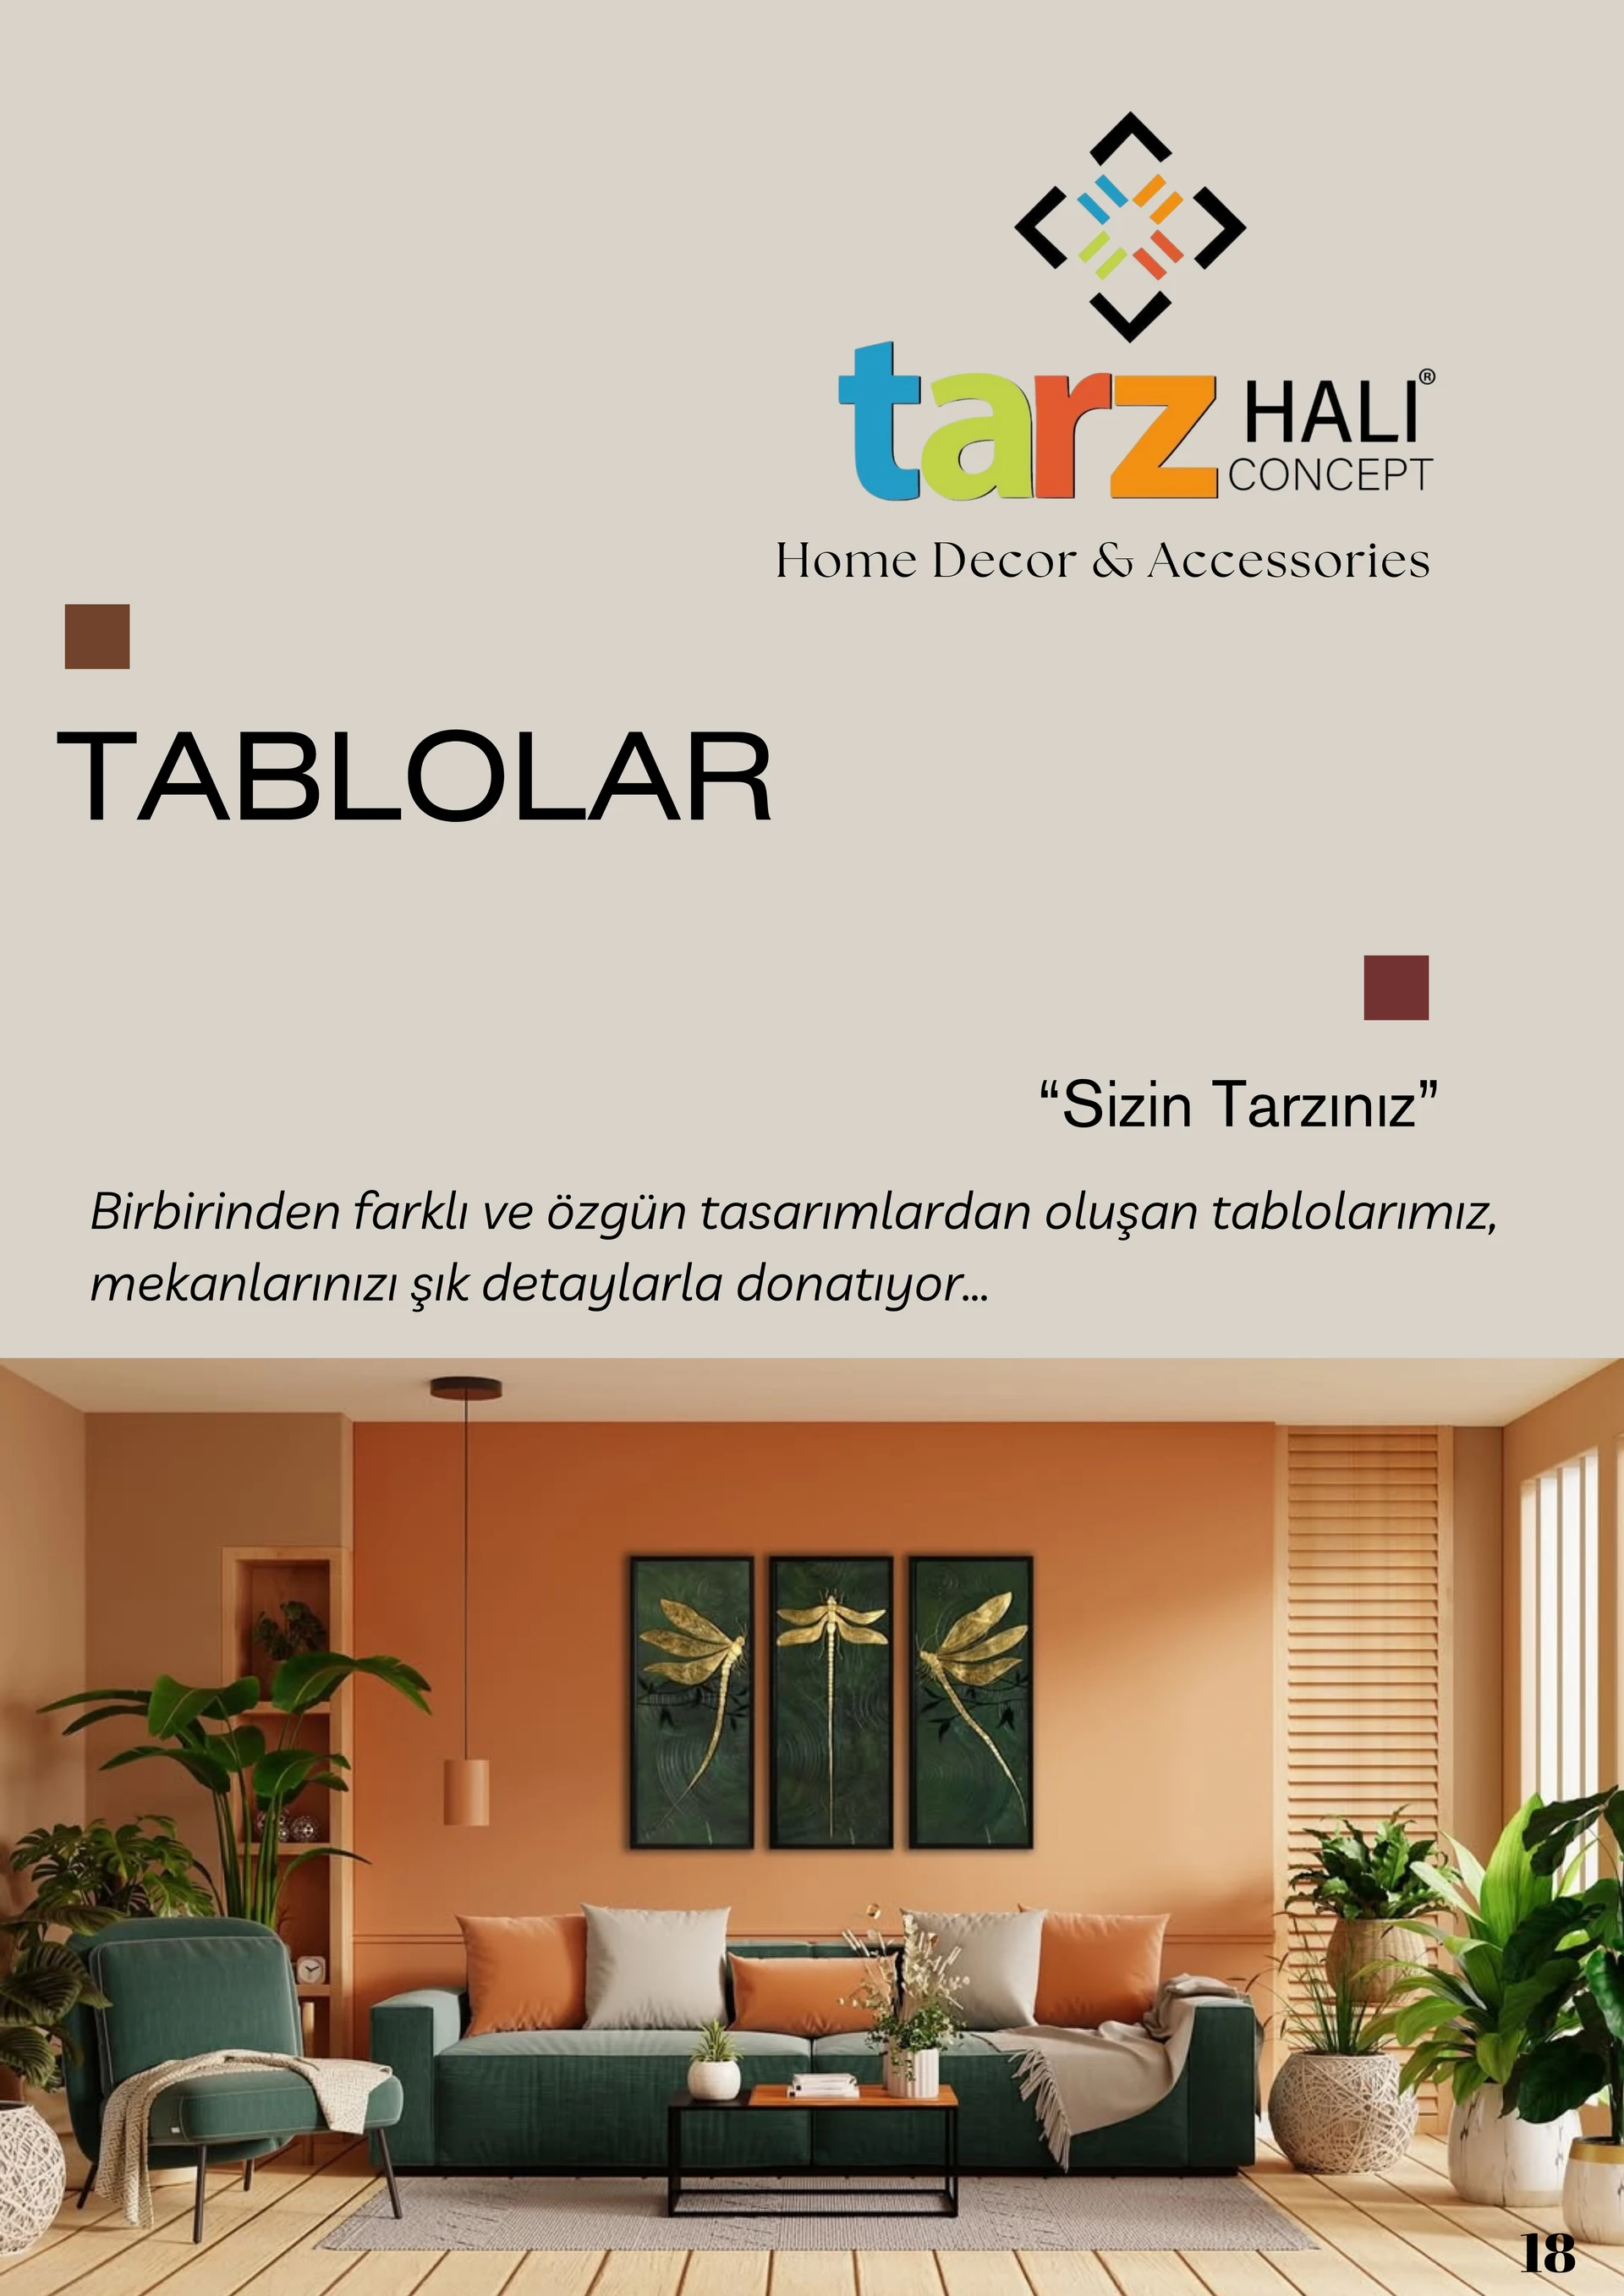 tarz HALI®
CONCEPT
Home Decor & Accessories
TABLOLAR
“Sizin Tarzınız”
Birbirinden farklı ve özgün tasarımlardan oluşan tablolarımız,
mekanlarınızı şık detaylarla donatıyor...
18